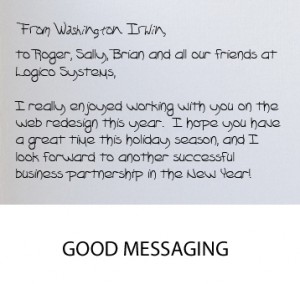 From Washington Irwin,
to Roger, Sally, Brian and all our friends at
Logico Systems,
I really enjoyed working with you on the
web redesign this year. I hope you have
a great time this holiday season, and I
look forward to another successful
business partnership in the New Year!
GOOD MESSAGING